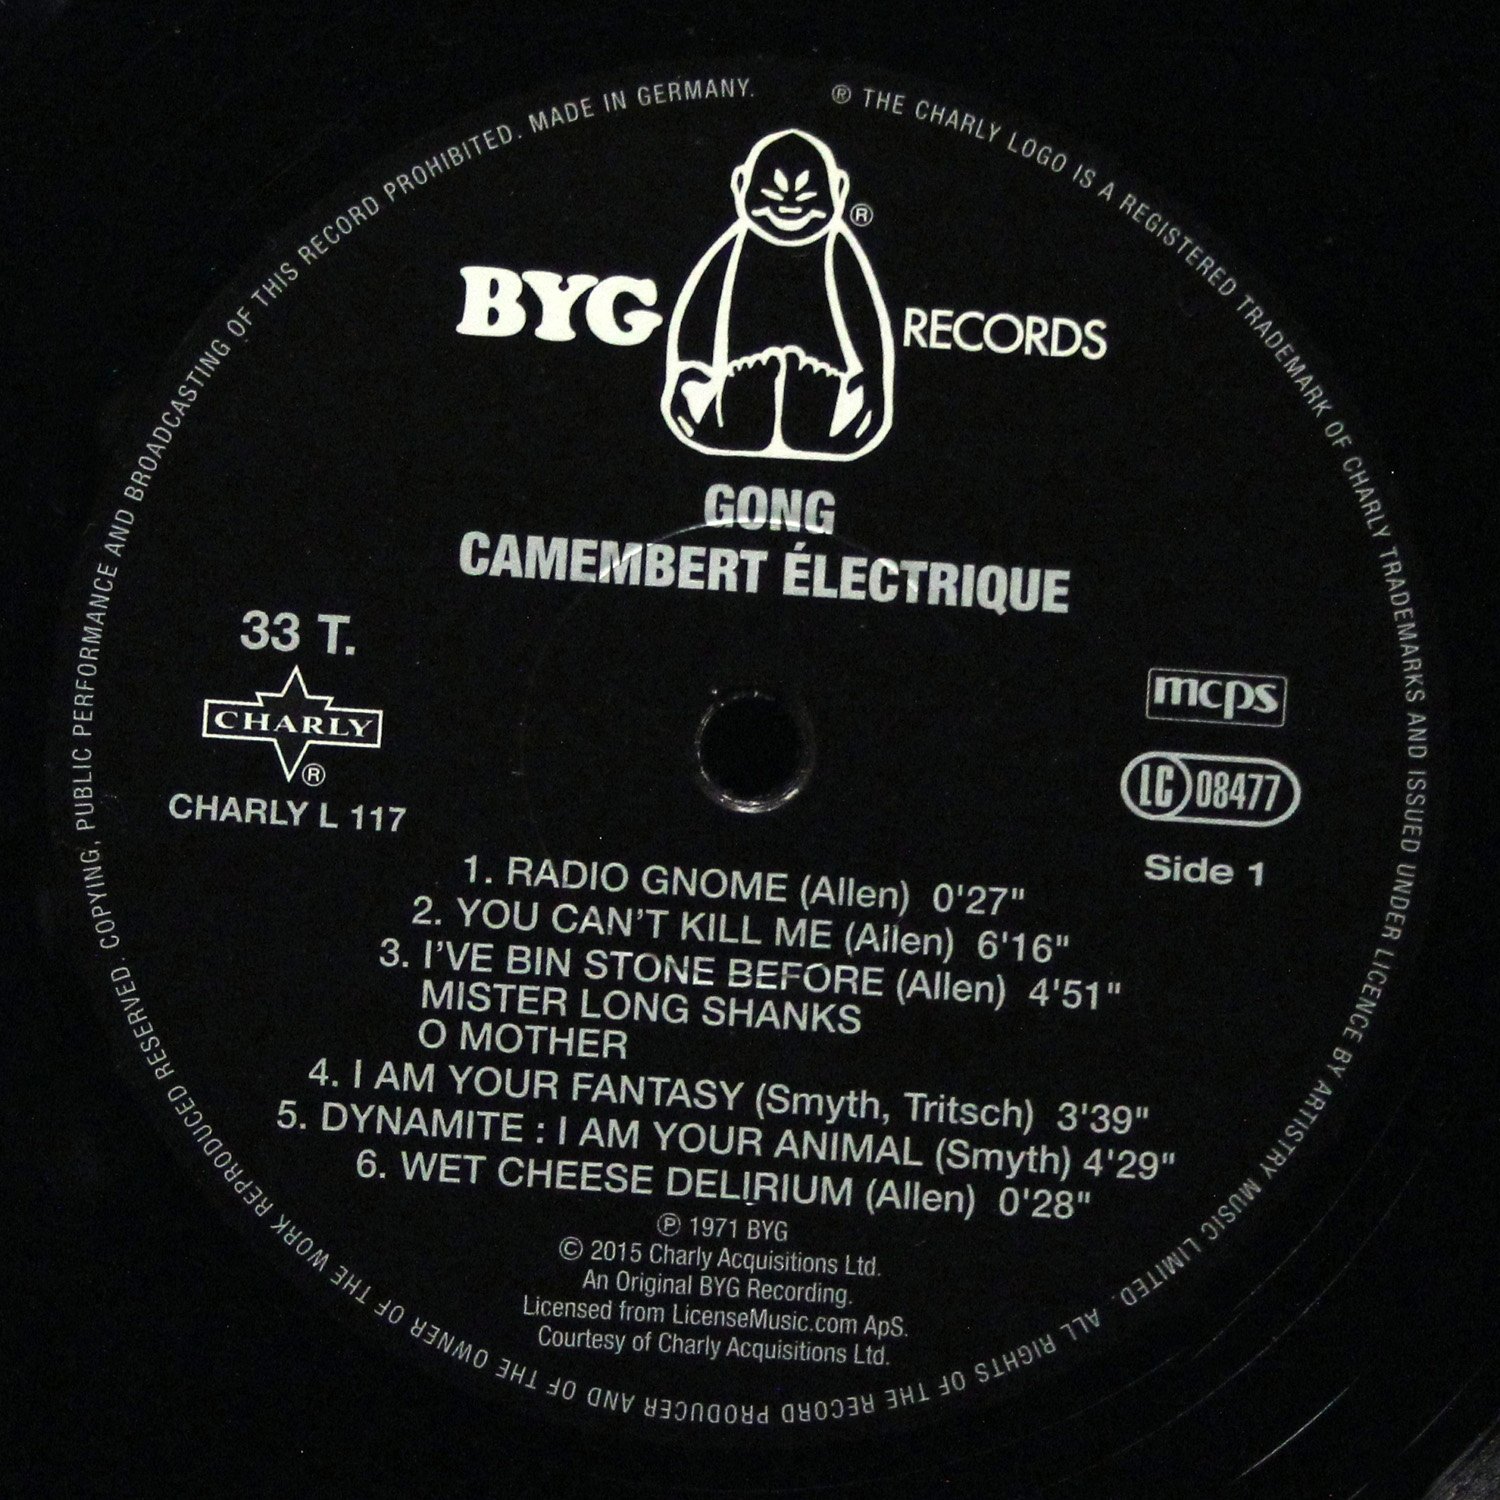 BYG ® RECORDS
GONG
CAMEMBERT ÉLECTRIQUE
33 T.
CHARLY
®
CHARLY L 117
mcps
LC 08477
Side 1
1. RADIO GNOME (Allen) 0'27"
2. YOU CAN'T KILL ME (Allen) 6'16"
3. I'VE BIN STONE BEFORE (Allen) 4'51"
MISTER LONG SHANKS
O MOTHER
4. I AM YOUR FANTASY (Smyth, Tritsch) 3'39"
5. DYNAMITE : I AM YOUR ANIMAL (Smyth) 4'29"
6. WET CHEESE DELIRIUM (Allen) 0'28"
℗ 1971 BYG
© 2015 Charly Acquisitions Ltd.
An Original BYG Recording.
Licensed from LicenseMusic.com ApS.
Courtesy of Charly Acquisitions Ltd.
® THE CHARLY LOGO IS A REGISTERED TRADEMARK OF CHARLY TRADEMARKS AND ISSUED UNDER LICENCE BY ARTISTRY MUSIC LIMITED. ALL RIGHTS OF THE RECORD PRODUCER AND OF THE OWNER OF THE WORK REPRODUCED RESERVED. COPYING, PUBLIC PERFORMANCE AND BROADCASTING OF THIS RECORD PROHIBITED. MADE IN GERMANY.